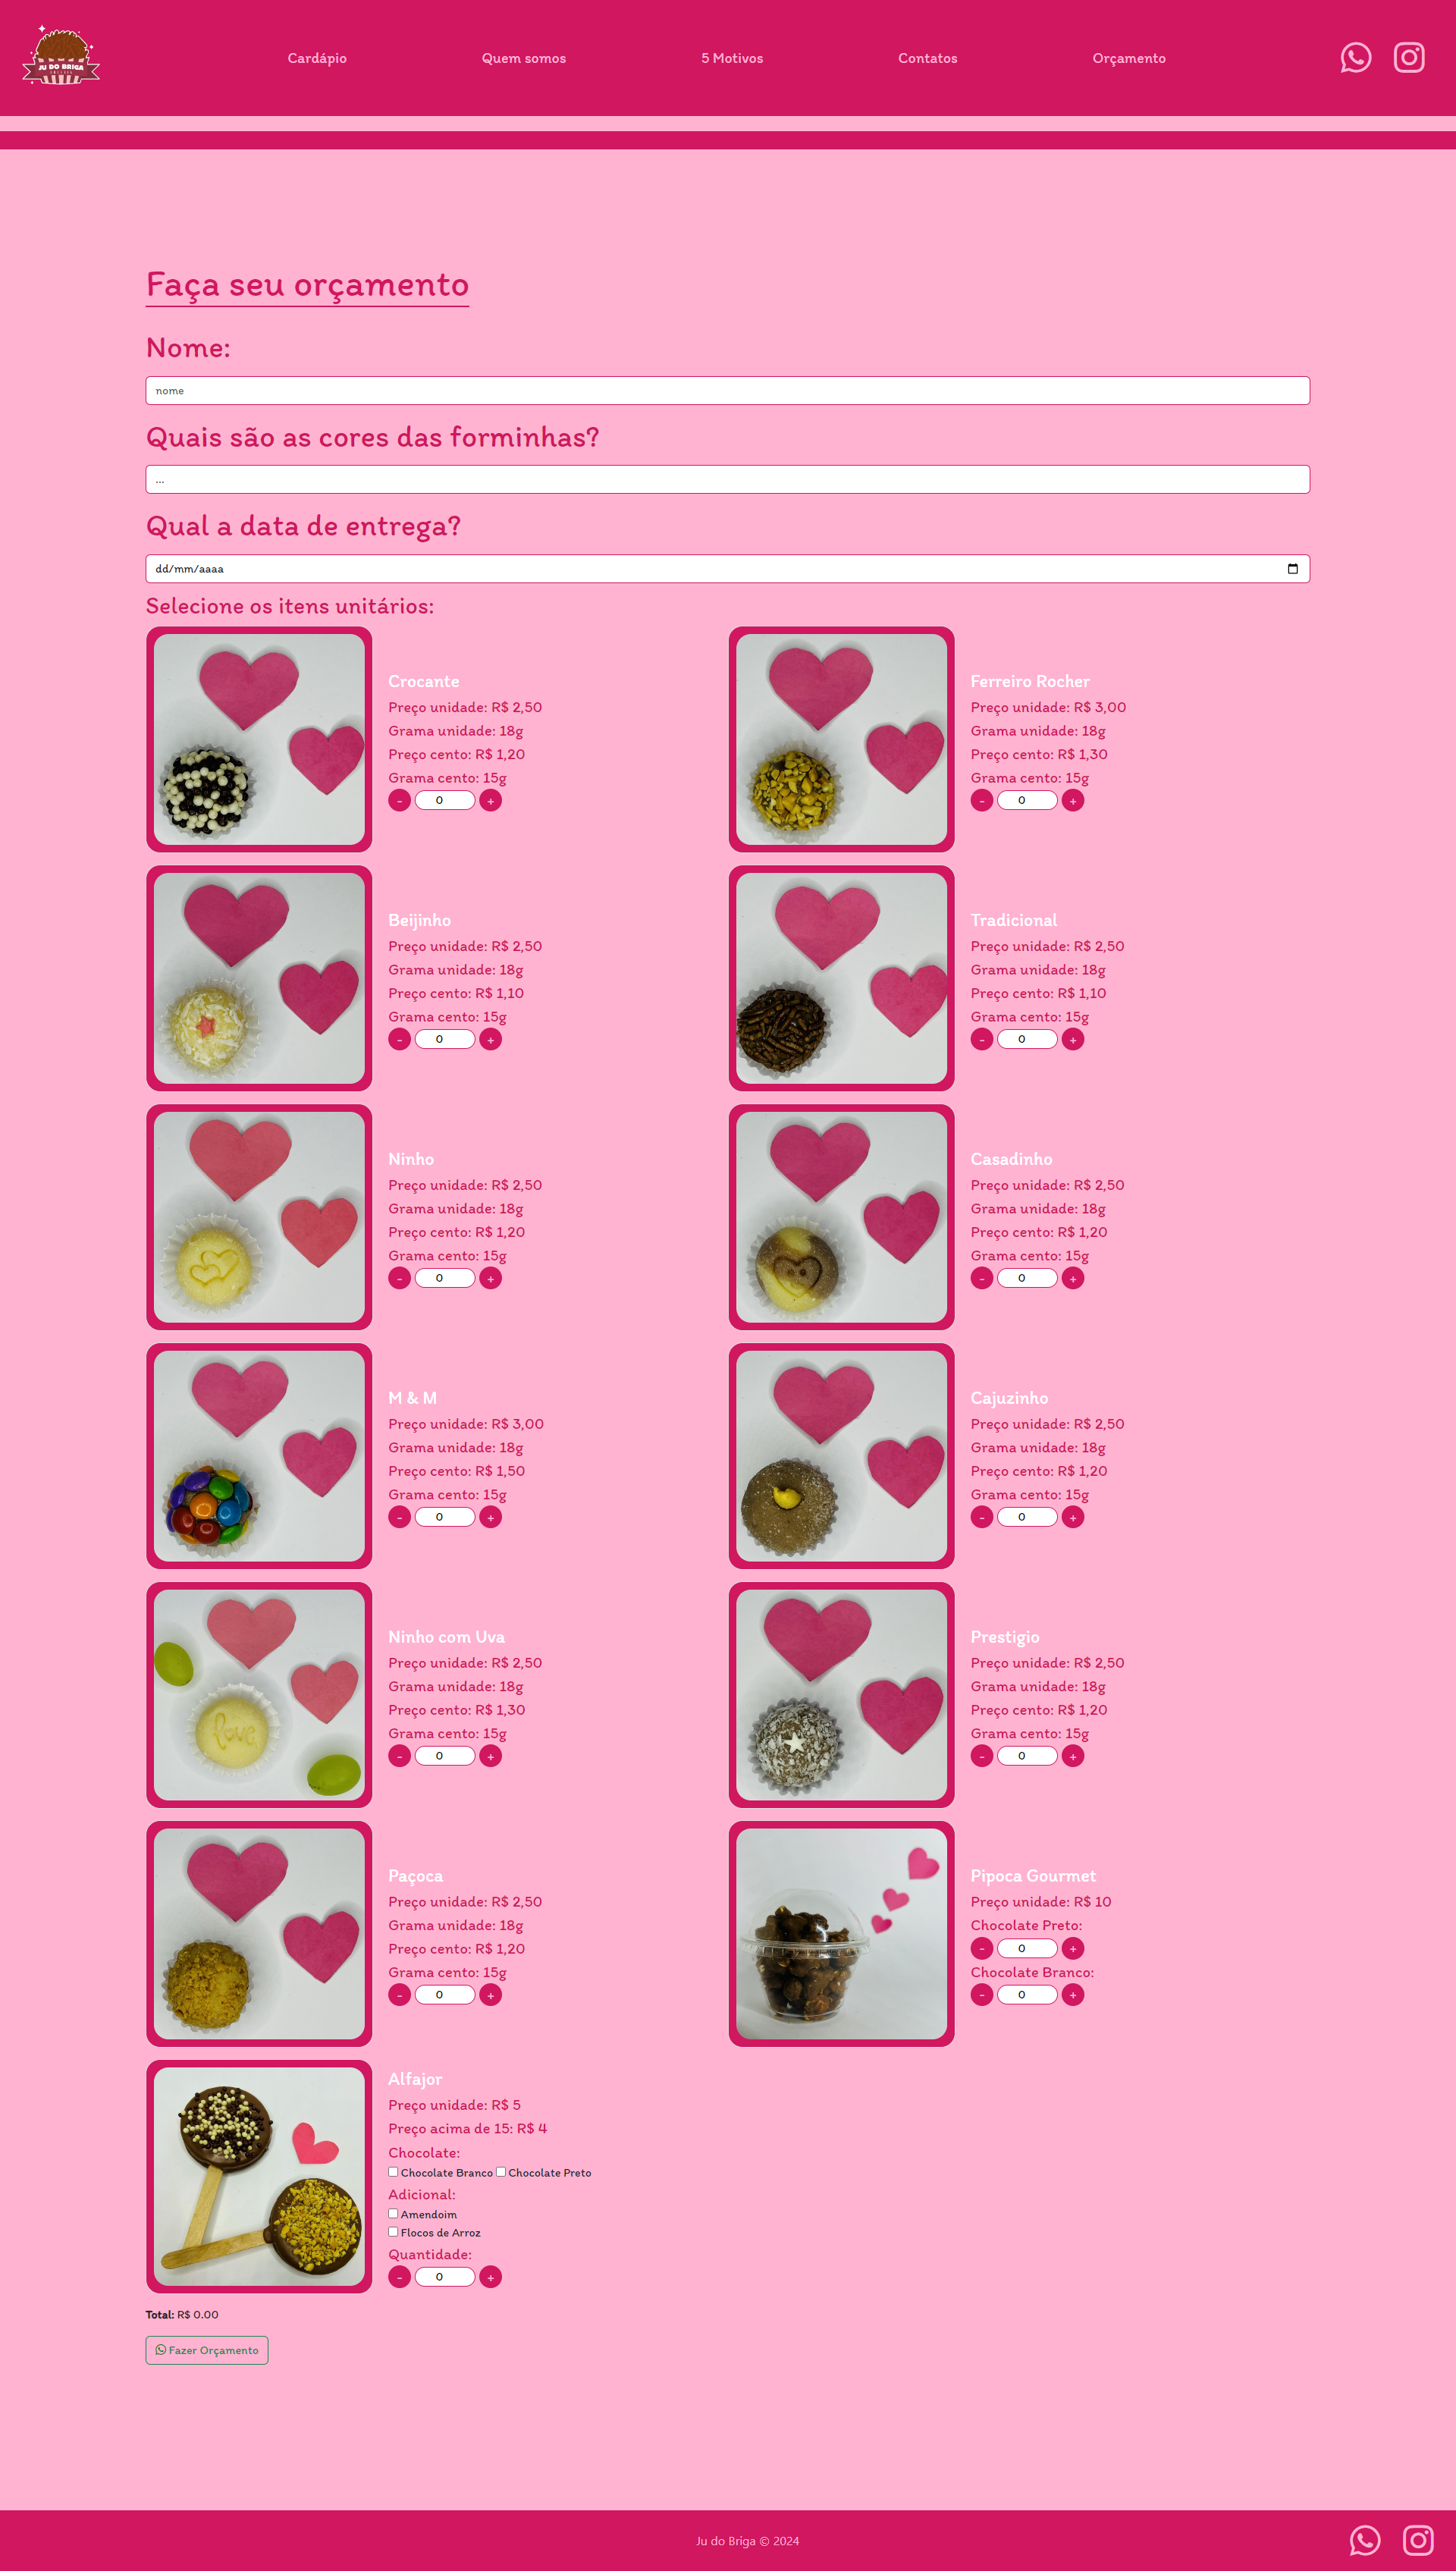 JU DO BRIGA
Cardápio
Quem somos
5 Motivos
Contatos
Orçamento
Faça seu orçamento
Nome:
nome
Quais são as cores das forminhas?
...
Qual a data de entrega?
dd/mm/aaaa
Selecione os itens unitários:
Crocante
Preço unidade: R$ 2,50
Grama unidade: 18g
Preço cento: R$ 1,20
Grama cento: 15g
- 0 +
Ferreiro Rocher
Preço unidade: R$ 3,00
Grama unidade: 18g
Preço cento: R$ 1,30
Grama cento: 15g
- 0 +
Beijinho
Preço unidade: R$ 2,50
Grama unidade: 18g
Preço cento: R$ 1,10
Grama cento: 15g
- 0 +
Tradicional
Preço unidade: R$ 2,50
Grama unidade: 18g
Preço cento: R$ 1,10
Grama cento: 15g
- 0 +
Ninho
Preço unidade: R$ 2,50
Grama unidade: 18g
Preço cento: R$ 1,20
Grama cento: 15g
- 0 +
Casadinho
Preço unidade: R$ 2,50
Grama unidade: 18g
Preço cento: R$ 1,20
Grama cento: 15g
- 0 +
M & M
Preço unidade: R$ 3,00
Grama unidade: 18g
Preço cento: R$ 1,50
Grama cento: 15g
- 0 +
Cajuzinho
Preço unidade: R$ 2,50
Grama unidade: 18g
Preço cento: R$ 1,20
Grama cento: 15g
- 0 +
love
Ninho com Uva
Preço unidade: R$ 2,50
Grama unidade: 18g
Preço cento: R$ 1,30
Grama cento: 15g
- 0 +
Prestigio
Preço unidade: R$ 2,50
Grama unidade: 18g
Preço cento: R$ 1,20
Grama cento: 15g
- 0 +
Paçoca
Preço unidade: R$ 2,50
Grama unidade: 18g
Preço cento: R$ 1,20
Grama cento: 15g
- 0 +
Pipoca Gourmet
Preço unidade: R$ 10
Chocolate Preto:
- 0 +
Chocolate Branco:
- 0 +
Alfajor
Preço unidade: R$ 5
Preço acima de 15: R$ 4
Chocolate:
Chocolate Branco Chocolate Preto
Adicional:
Amendoim
Flocos de Arroz
Quantidade:
- 0 +
Total: R$ 0.00
Fazer Orçamento
Ju do Briga © 2024